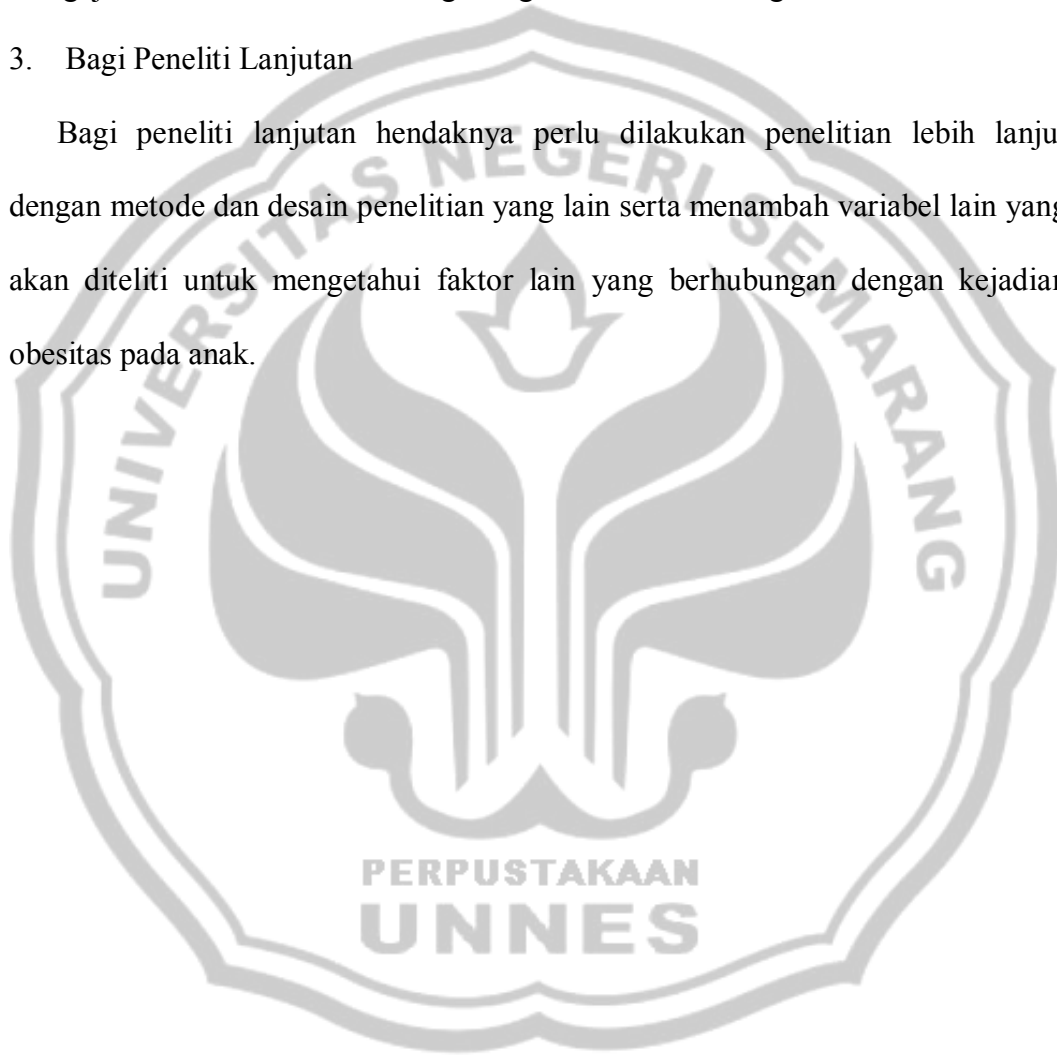 3. Bagi Peneliti Lanjutan
Bagi peneliti lanjutan hendaknya perlu dilakukan penelitian lebih lanju
dengan metode dan desain penelitian yang lain serta menambah variabel lain yang
akan diteliti untuk mengetahui faktor lain yang berhubungan dengan kejadian
obesitas pada anak.
UNIVERSITAS NEGERI SEMARANG
PERPUSTAKAAN
UNNES